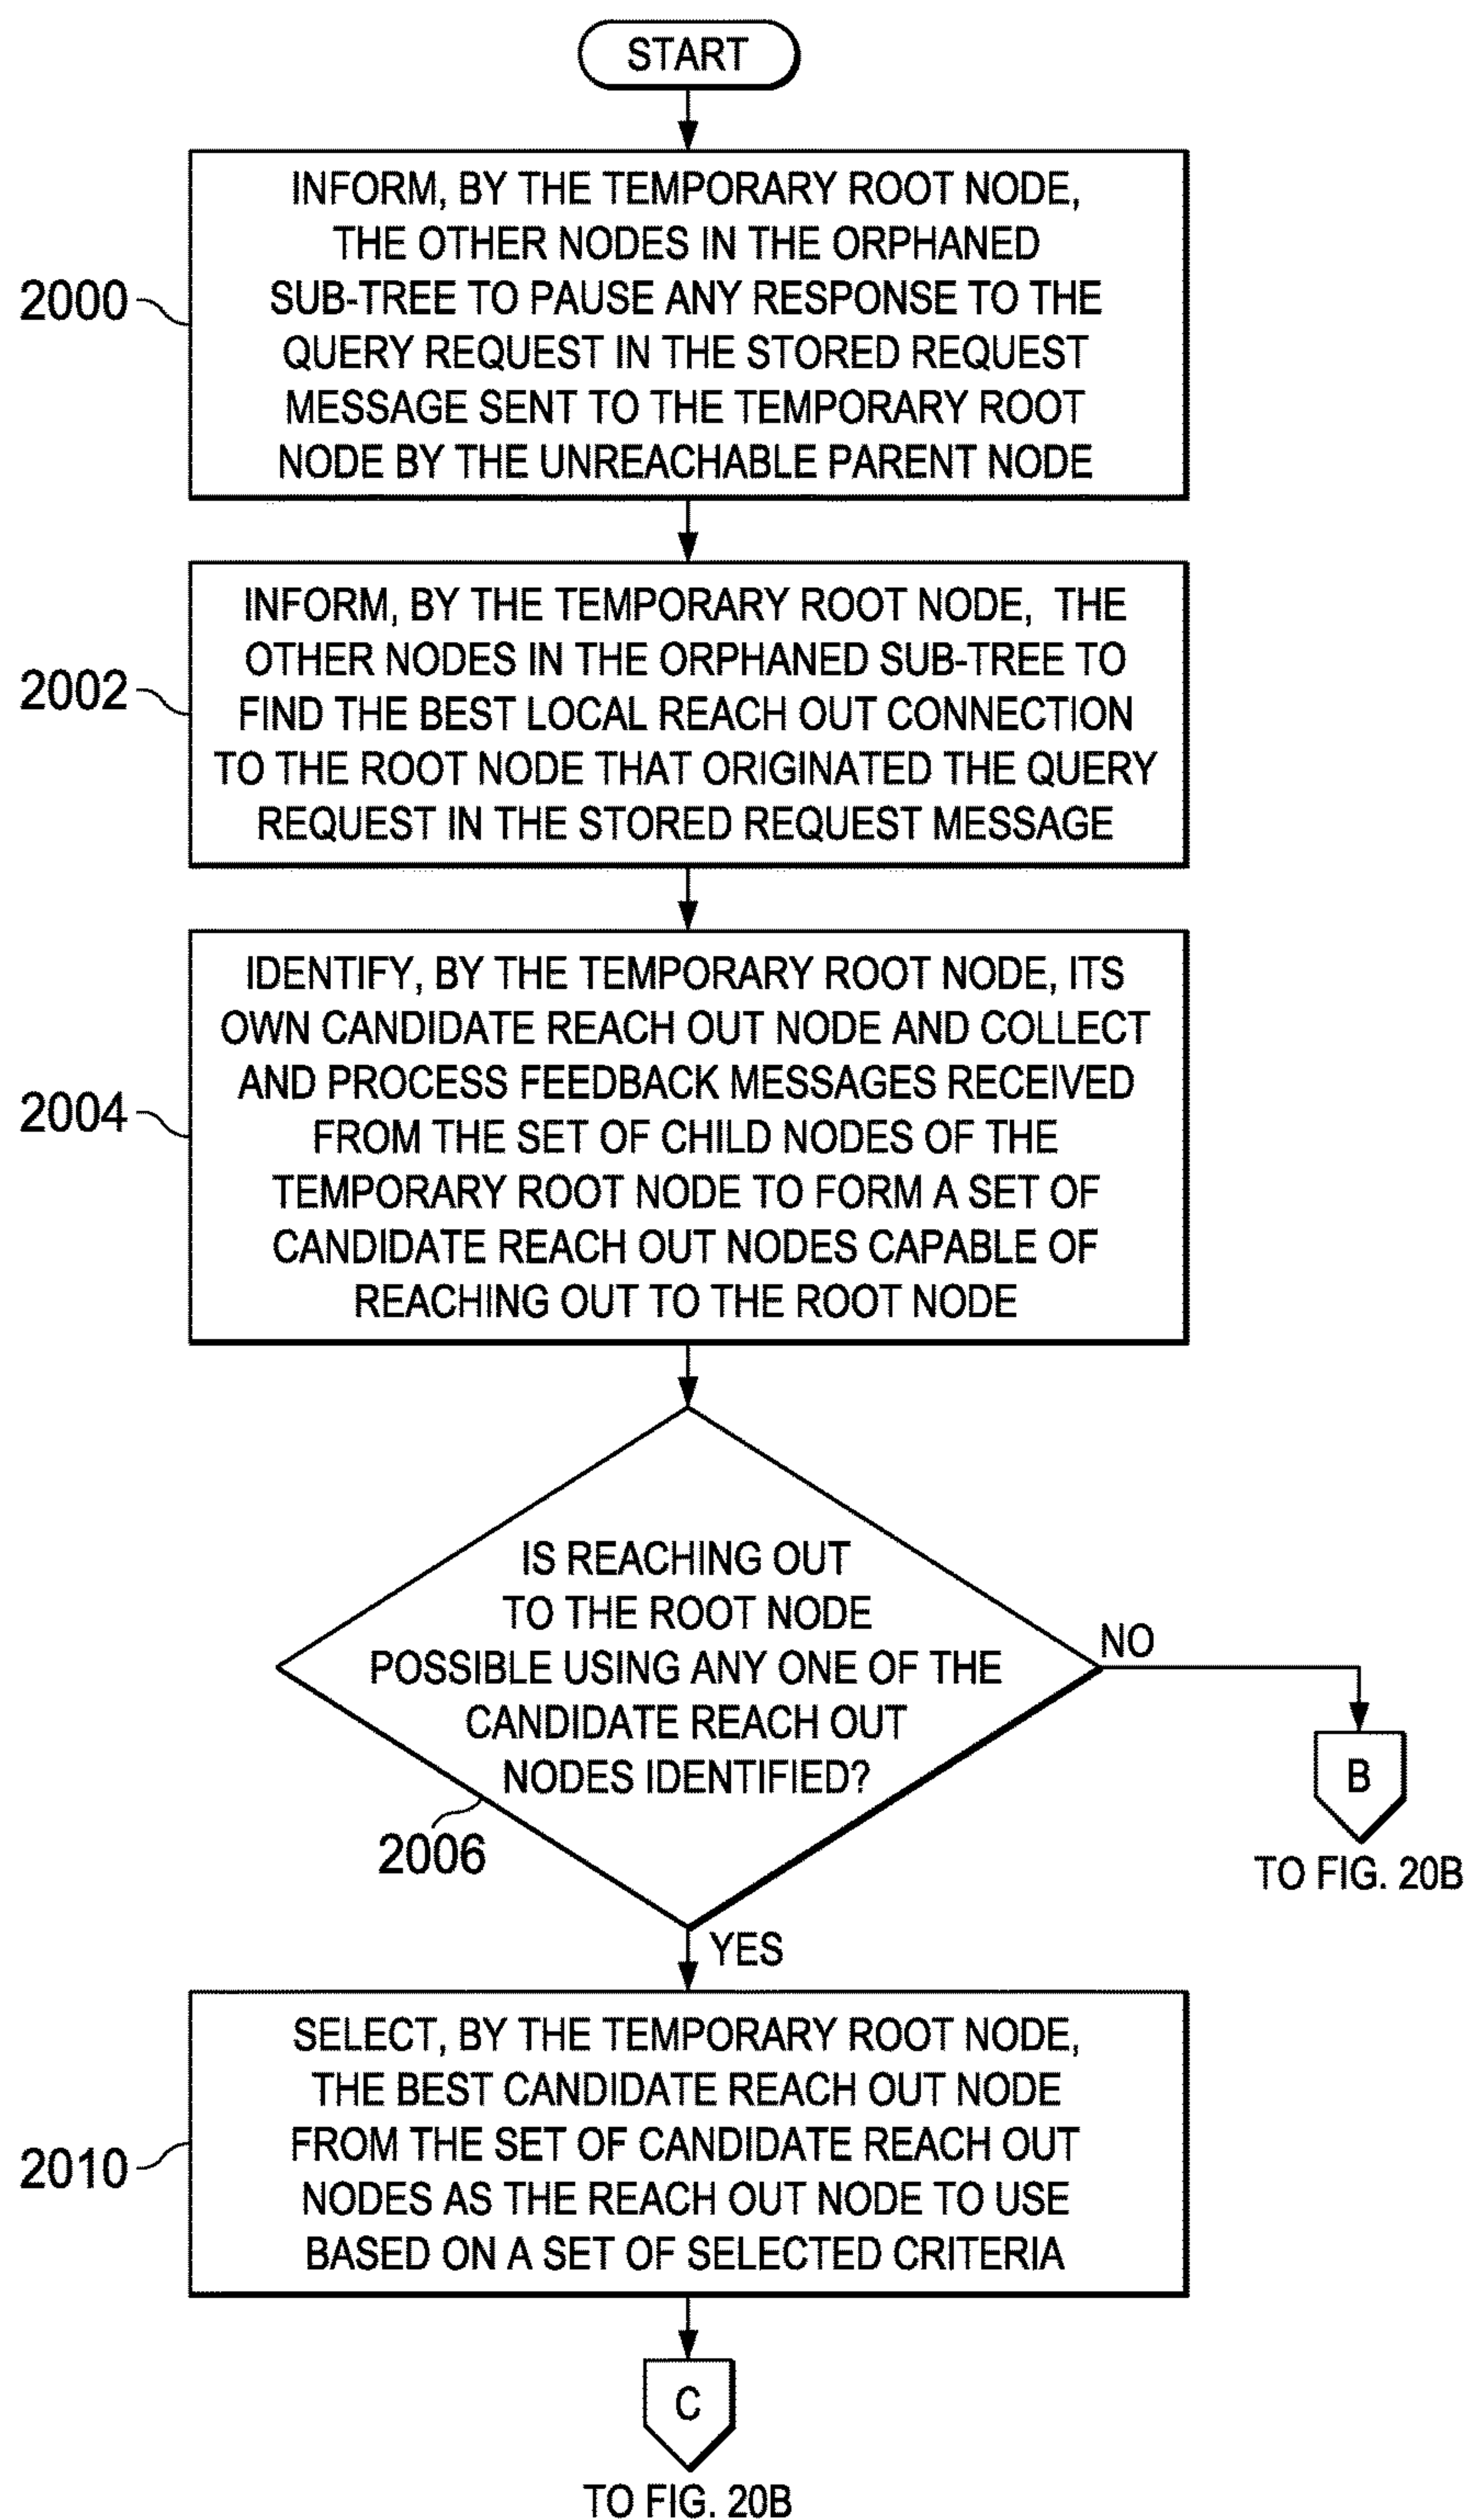 START
INFORM, BY THE TEMPORARY ROOT NODE,
THE OTHER NODES IN THE ORPHANED
SUB-TREE TO PAUSE ANY RESPONSE TO THE
QUERY REQUEST IN THE STORED REQUEST
MESSAGE SENT TO THE TEMPORARY ROOT
NODE BY THE UNREACHABLE PARENT NODE
2000
INFORM, BY THE TEMPORARY ROOT NODE, THE
OTHER NODES IN THE ORPHANED SUB-TREE TO
FIND THE BEST LOCAL REACH OUT CONNECTION
TO THE ROOT NODE THAT ORIGINATED THE QUERY
REQUEST IN THE STORED REQUEST MESSAGE
2002
IDENTIFY, BY THE TEMPORARY ROOT NODE, ITS
OWN CANDIDATE REACH OUT NODE AND COLLECT
AND PROCESS FEEDBACK MESSAGES RECEIVED
FROM THE SET OF CHILD NODES OF THE
TEMPORARY ROOT NODE TO FORM A SET OF
CANDIDATE REACH OUT NODES CAPABLE OF
REACHING OUT TO THE ROOT NODE
2004
IS REACHING OUT
TO THE ROOT NODE
POSSIBLE USING ANY ONE OF THE
CANDIDATE REACH OUT
NODES IDENTIFIED?
2006
NO
B
TO FIG. 20B
YES
SELECT, BY THE TEMPORARY ROOT NODE,
THE BEST CANDIDATE REACH OUT NODE
FROM THE SET OF CANDIDATE REACH OUT
NODES AS THE REACH OUT NODE TO USE
BASED ON A SET OF SELECTED CRITERIA
2010
C
TO FIG. 20B